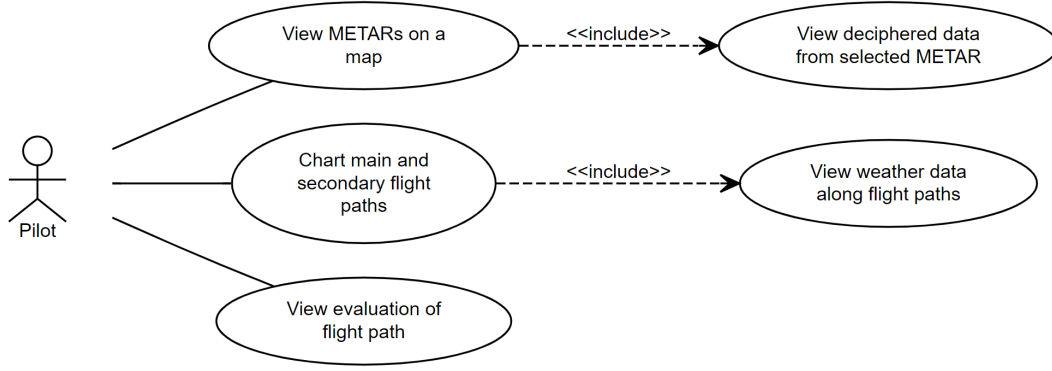 View METARs on a
map
<<include>>
View deciphered data
from selected METAR
Chart main and
secondary flight
paths
<<include>>
View weather data
along flight paths
Pilot
View evaluation of
flight path